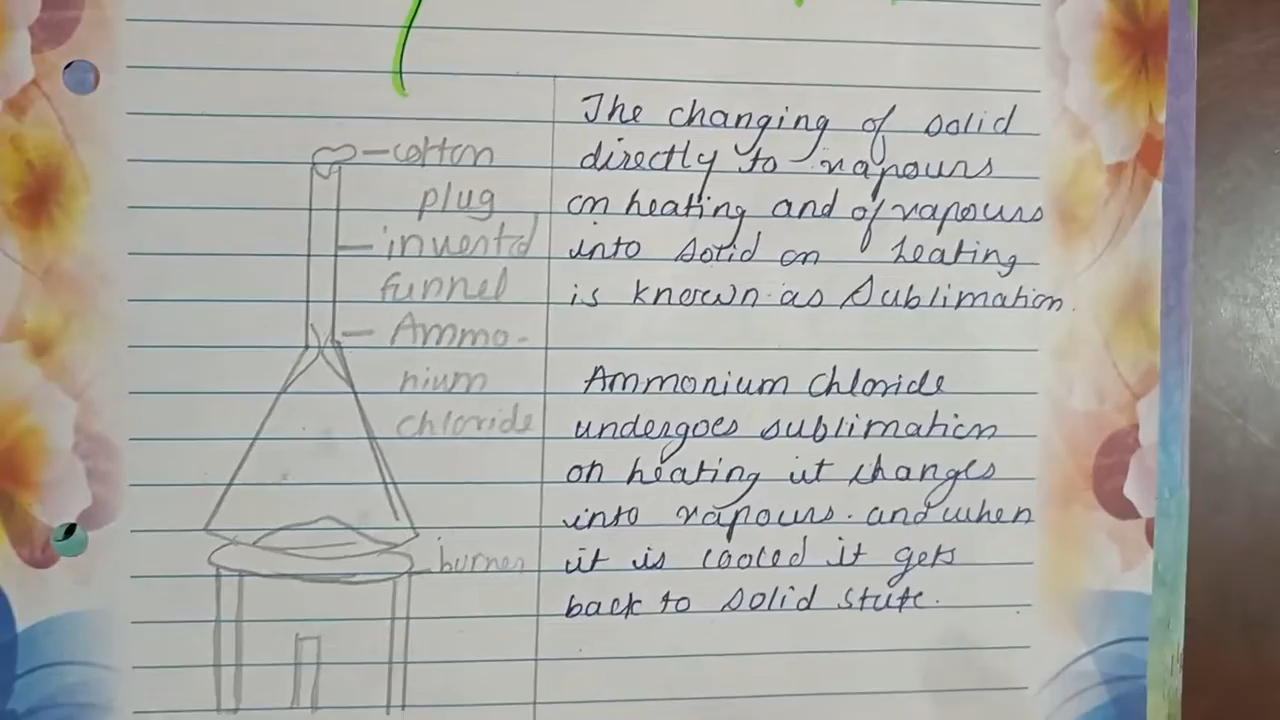 cotton
plug
inverted
funnel
Ammo-
nium
chloride
burner
The changing of solid
directly to vapours
on heating and of vapours
into solid on heating
is known as Sublimation.
Ammonium Chloride
undergoes sublimation
on heating it changes
into vapours. and when
it is cooled it gets
back to solid state.